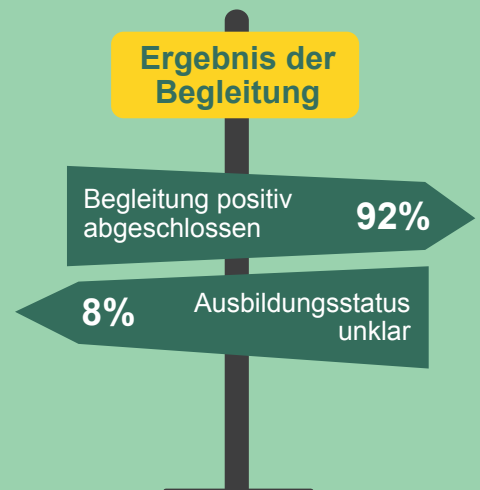 Ergebnis der
Begleitung
Begleitung positiv
abgeschlossen
92%
8%
Ausbildungsstatus
unklar